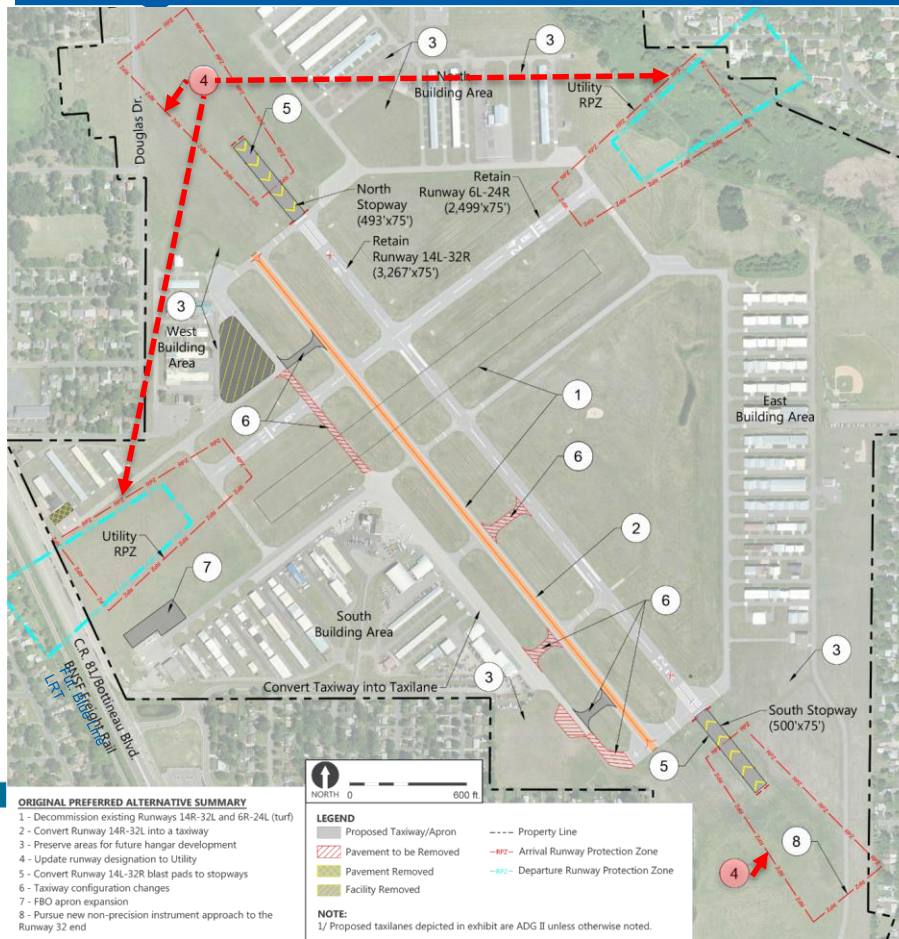 3
3
4
North
Building Area
Utility
RPZ
5
Douglas Dr.
Retain
Runway 6L-24R
(2,499'x75')
North
Stopway
(493'x75')
Retain
Runway 14L-32R
(3,267'x75')
3
West
Building
Area
1
East
Building Area
6
6
2
Utility
RPZ
7
6
South
Building Area
3
3
Convert Taxiway into Taxilane
South Stopway
(500'x75')
C.R. 81/Bottineau Blvd.
BNSF Freight Rail
Fut. Blue Line
LRT
5
8
4
NORTH 0 600 ft.
ORIGINAL PREFERRED ALTERNATIVE SUMMARY
1 - Decommission existing Runways 14R-32L and 6R-24L (turf)
2 - Convert Runway 14R-32L into a taxiway
3 - Preserve areas for future hangar development
4 - Update runway designation to Utility
5 - Convert Runway 14L-32R blast pads to stopways
6 - Taxiway configuration changes
7 - FBO apron expansion
8 - Pursue new non-precision instrument approach to the
Runway 32 end
LEGEND
Proposed Taxiway/Apron
Pavement to be Removed
Pavement Removed
Facility Removed
Property Line
RPZ Arrival Runway Protection Zone
RPZ Departure Runway Protection Zone
NOTE:
1/ Proposed taxilanes depicted in exhibit are ADG II unless otherwise noted.